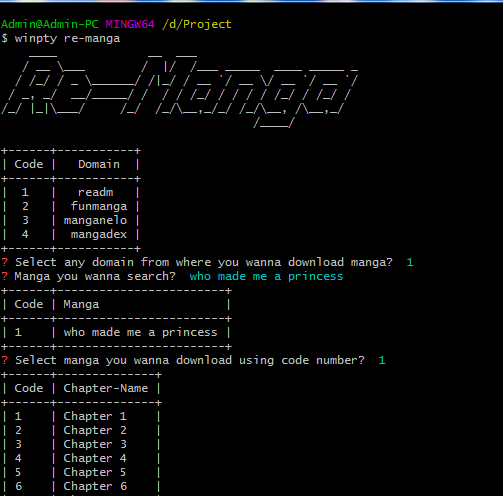 Admin@Admin-PC MINGW64 /d/Project
$ winpty re-manga
Re-Manga
+------+-----------+
| Code |   Domain  |
+------+-----------+
|  1   |   readm   |
|  2   |  funmanga |
|  3   | manganelo |
|  4   |  mangadex |
+------+-----------+
? Select any domain from where you wanna download manga?  1
? Manga you wanna search?  who made me a princess
+------+------------------------+
| Code | Manga                  |
+------+------------------------+
| 1    | who made me a princess |
+------+------------------------+
? Select manga you wanna download using code number?  1
+------+--------------+
| Code | Chapter-Name |
+------+--------------+
| 1    | Chapter 1    |
| 2    | Chapter 2    |
| 3    | Chapter 3    |
| 4    | Chapter 4    |
| 5    | Chapter 5    |
| 6    | Chapter 6    |